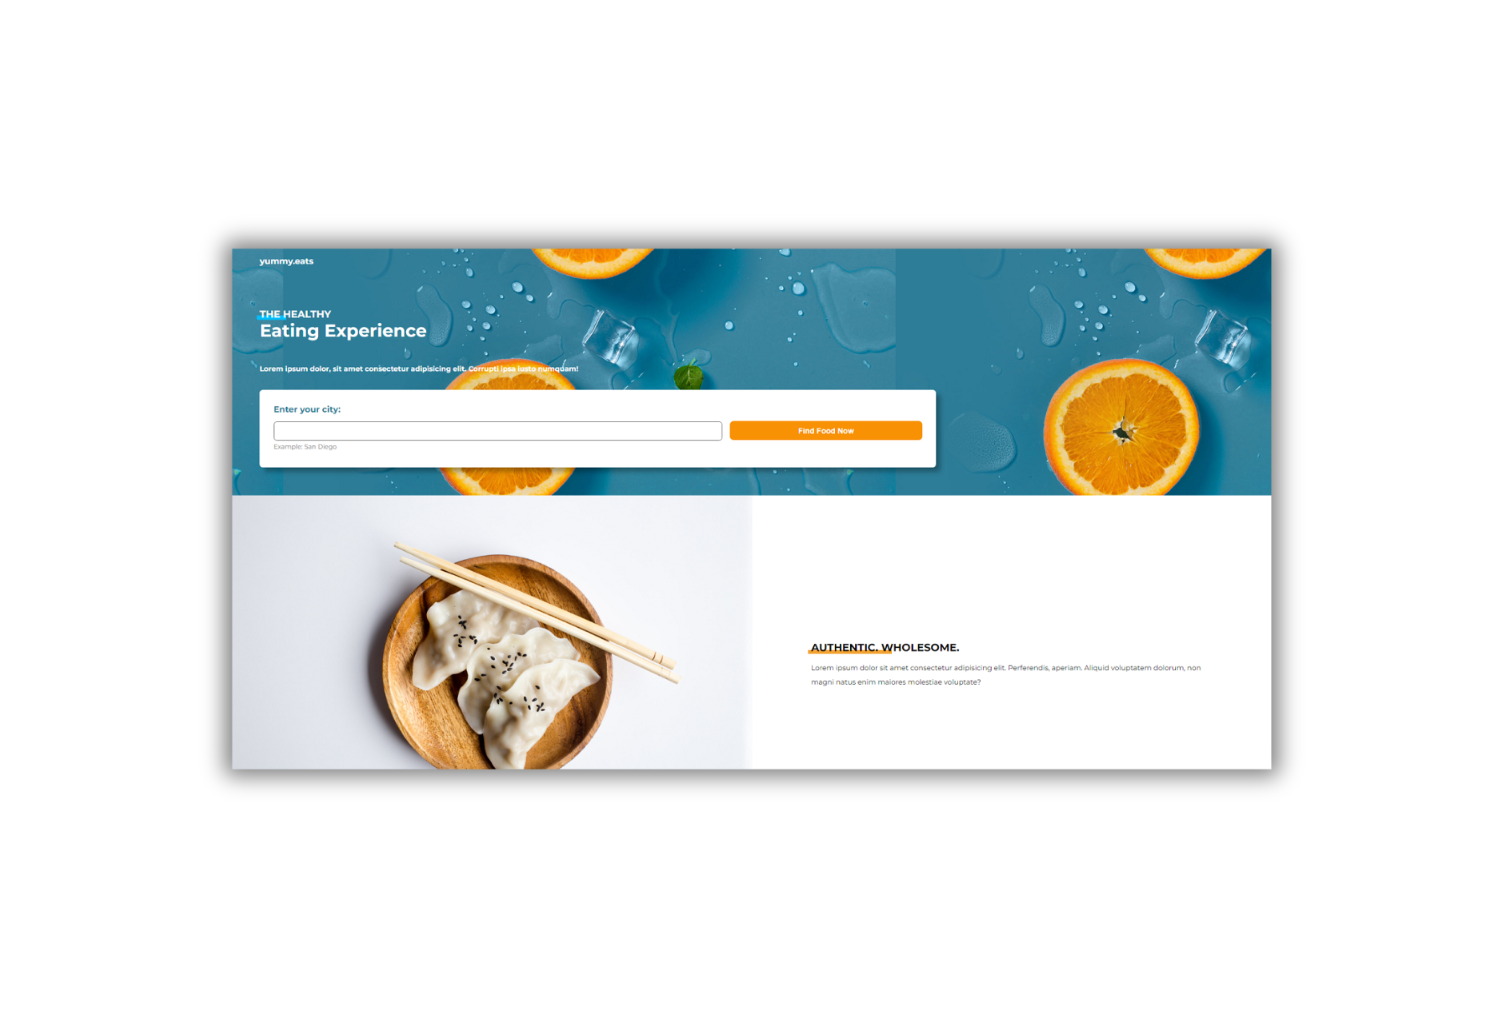 yummy.eats
THE HEALTHY
Eating Experience
Lorem ipsum dolor, sit amet consectetur adipisicing elit. Corrupti ipsa iusto numquam!
Enter your city:
Find Food Now
Example: San Diego
AUTHENTIC. WHOLESOME.
Lorem ipsum dolor sit amet consectetur adipisicing elit. Perferendis, aperiam. Aliquid voluptatem dolorum, non
magni natus enim maiores molestiae voluptate?